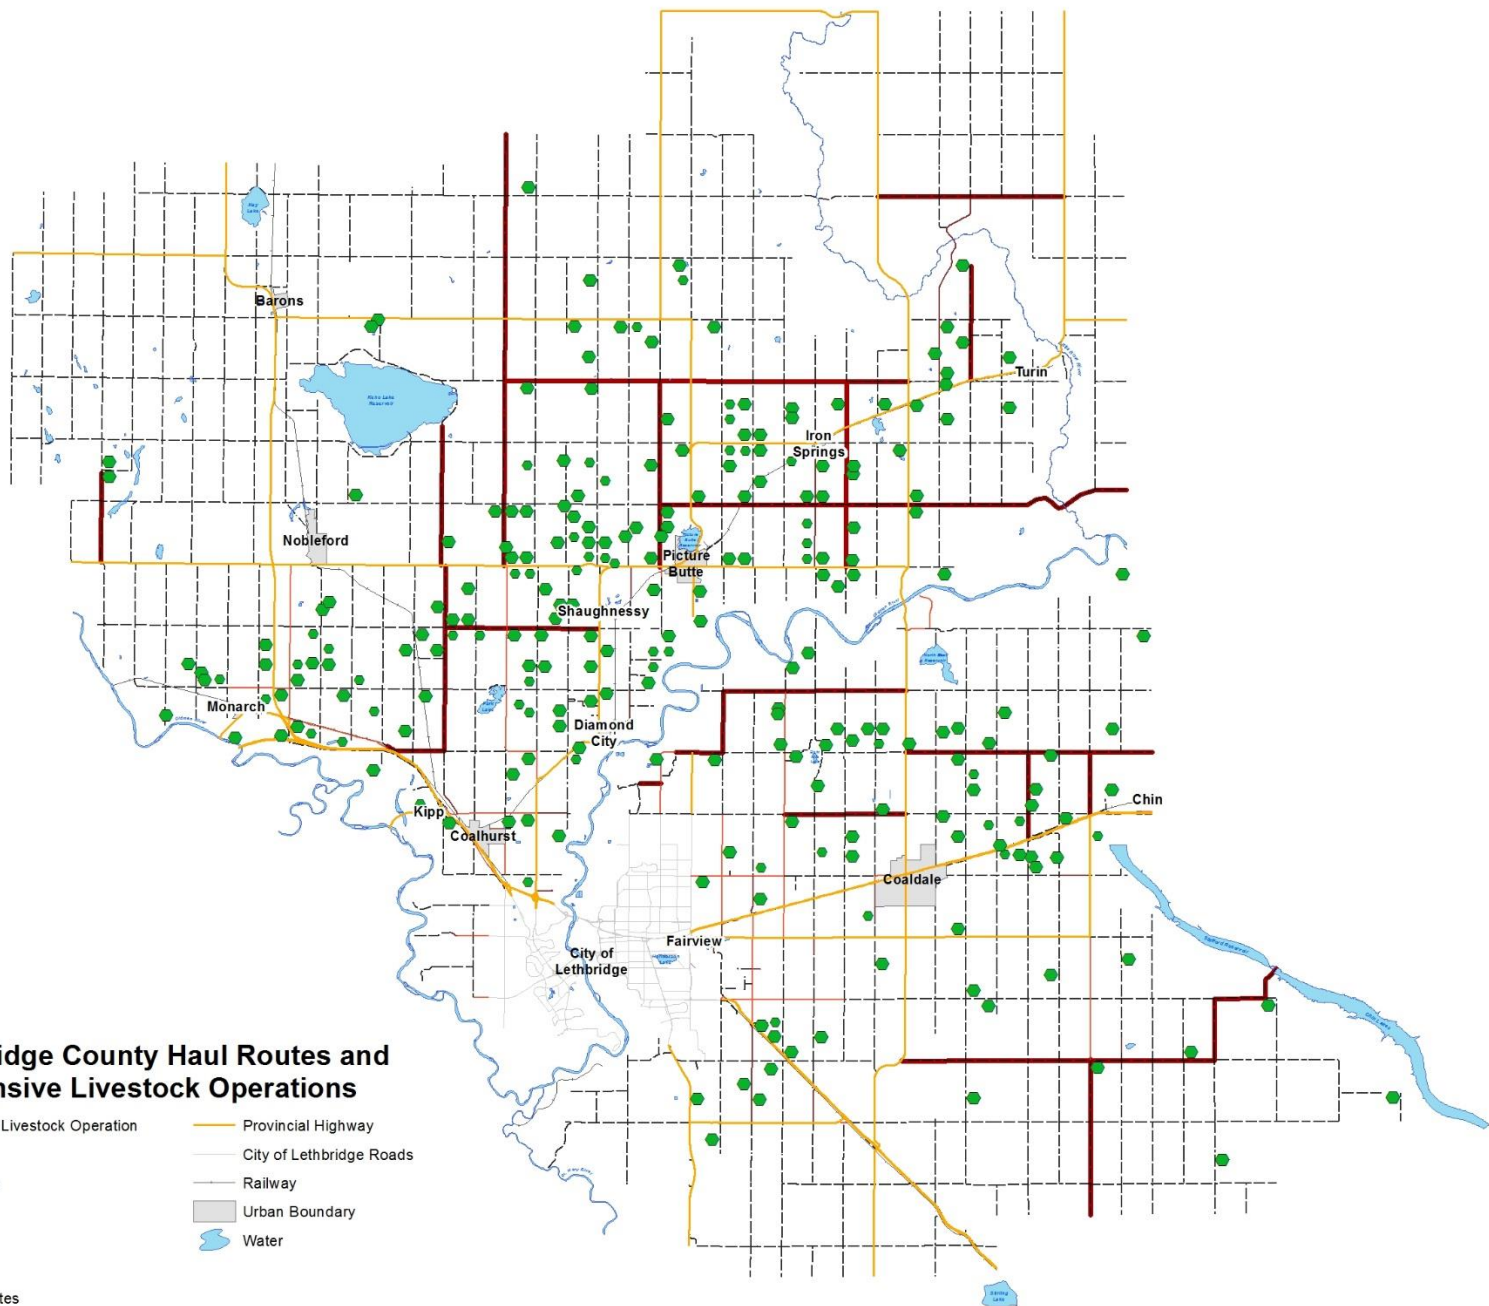 Barons
Turin
Iron
Springs
Nobleford
Picture
Butte
Shaughnessy
Monarch
Diamond
City
Kipp
Coalhurst
Chin
Coaldale
Fairview
City of
Lethbridge
idge County Haul Routes and
nsive Livestock Operations
Livestock Operation
Provincial Highway
City of Lethbridge Roads
Railway
Urban Boundary
Water
tes